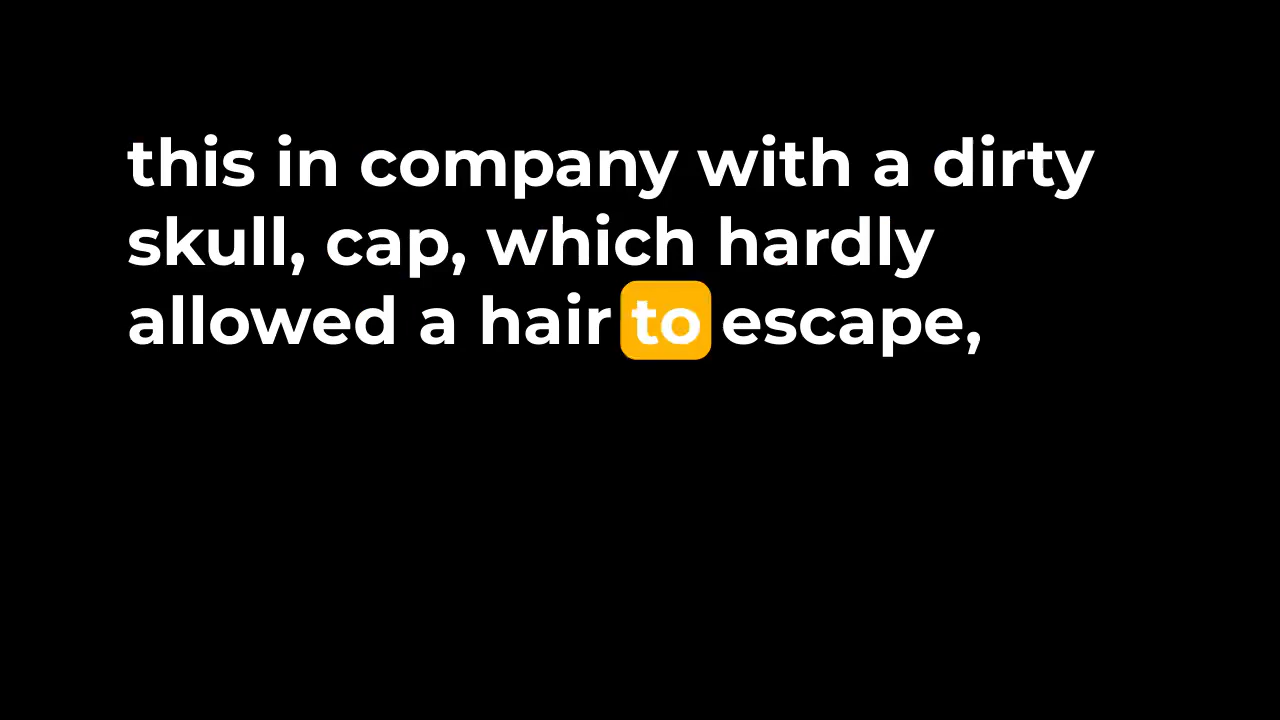 this in company with a dirty
skull, cap, which hardly
allowed a hair to escape,